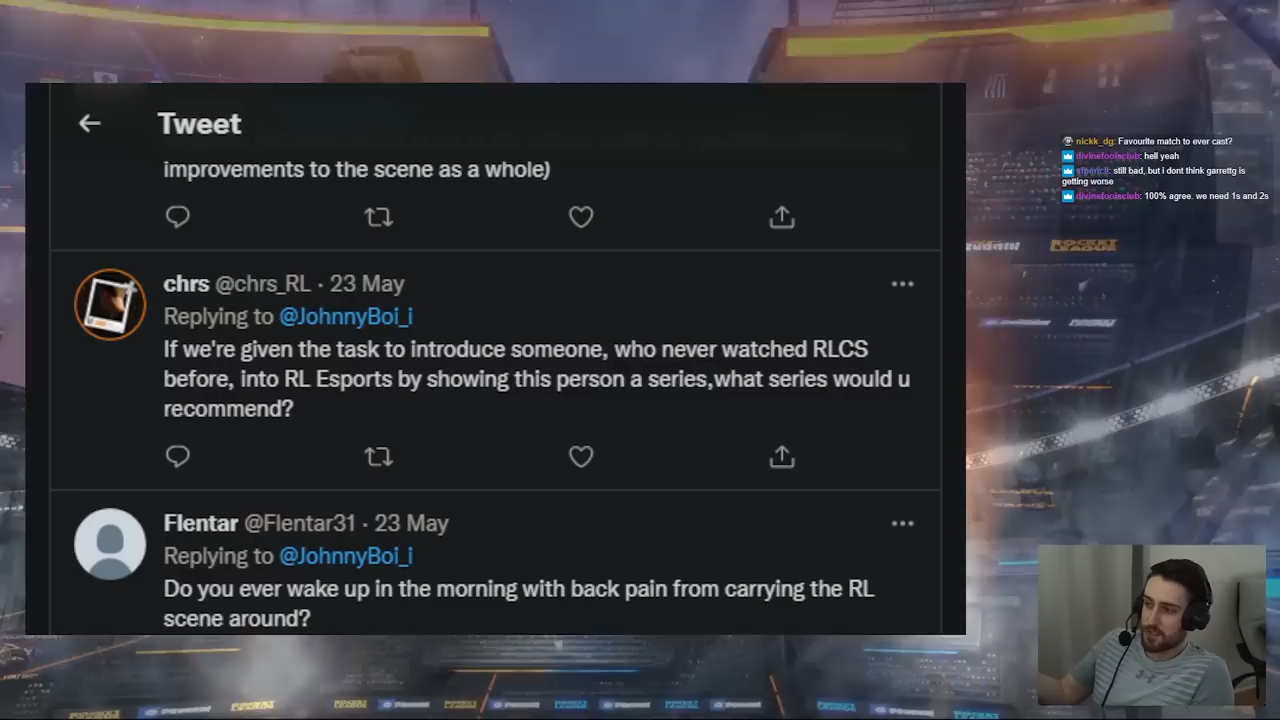 Tweet
improvements to the scene as a whole)
chrs @chrs_RL · 23 May
Replying to @JohnnyBoi_i
If we're given the task to introduce someone, who never watched RLCS
before, into RL Esports by showing this person a series,what series would u
recommend?
Flentar @Flentar31 · 23 May
Replying to @JohnnyBoi_i
Do you ever wake up in the morning with back pain from carrying the RL
scene around?
nickk_dg: Favourite match to ever cast?
divinefoolsclub: hell yeah
still bad, but i dont think garrettg is
getting worse
divinefoolsclub: 100% agree. we need 1s and 2s
ROCKET
LEAGUE